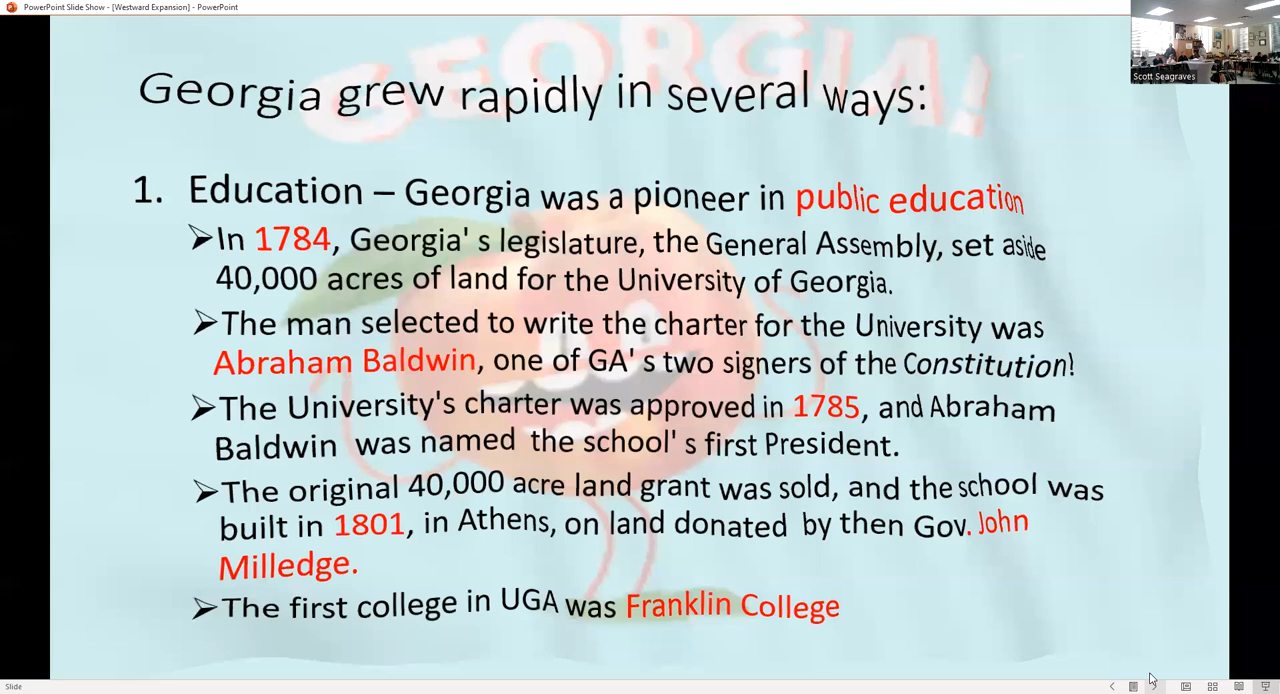 PowerPoint Slide Show - [Westward Expansion] - PowerPoint
Scott Seagraves
GEORGIA!
Georgia grew rapidly in several ways:
1. Education – Georgia was a pioneer in public education
➢In 1784, Georgia's legislature, the General Assembly, set aside
40,000 acres of land for the University of Georgia.
➢The man selected to write the charter for the University was
Abraham Baldwin, one of GA's two signers of the Constitution!
➢The University's charter was approved in 1785, and Abraham
Baldwin was named the school's first President.
➢The original 40,000 acre land grant was sold, and the school was
built in 1801, in Athens, on land donated by then Gov. John
Milledge.
➢The first college in UGA was Franklin College
Slide